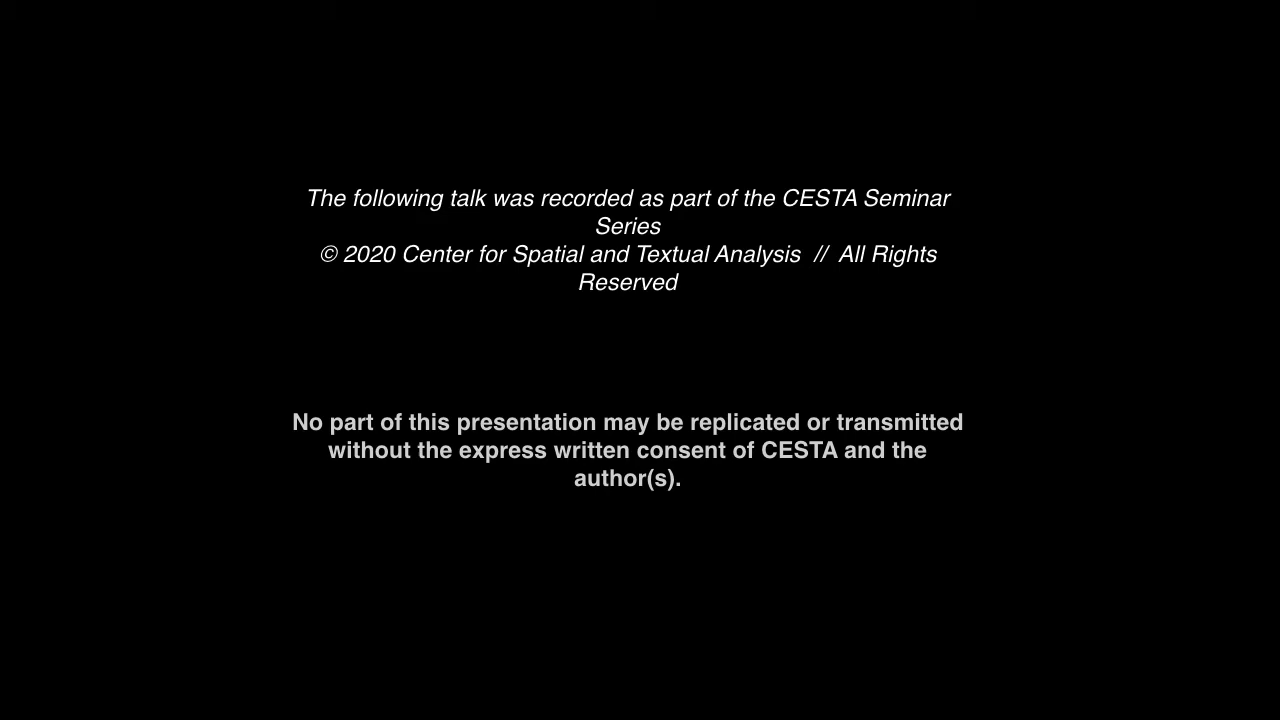 The following talk was recorded as part of the CESTA Seminar
Series
© 2020 Center for Spatial and Textual Analysis // All Rights
Reserved
No part of this presentation may be replicated or transmitted
without the express written consent of CESTA and the
author(s).